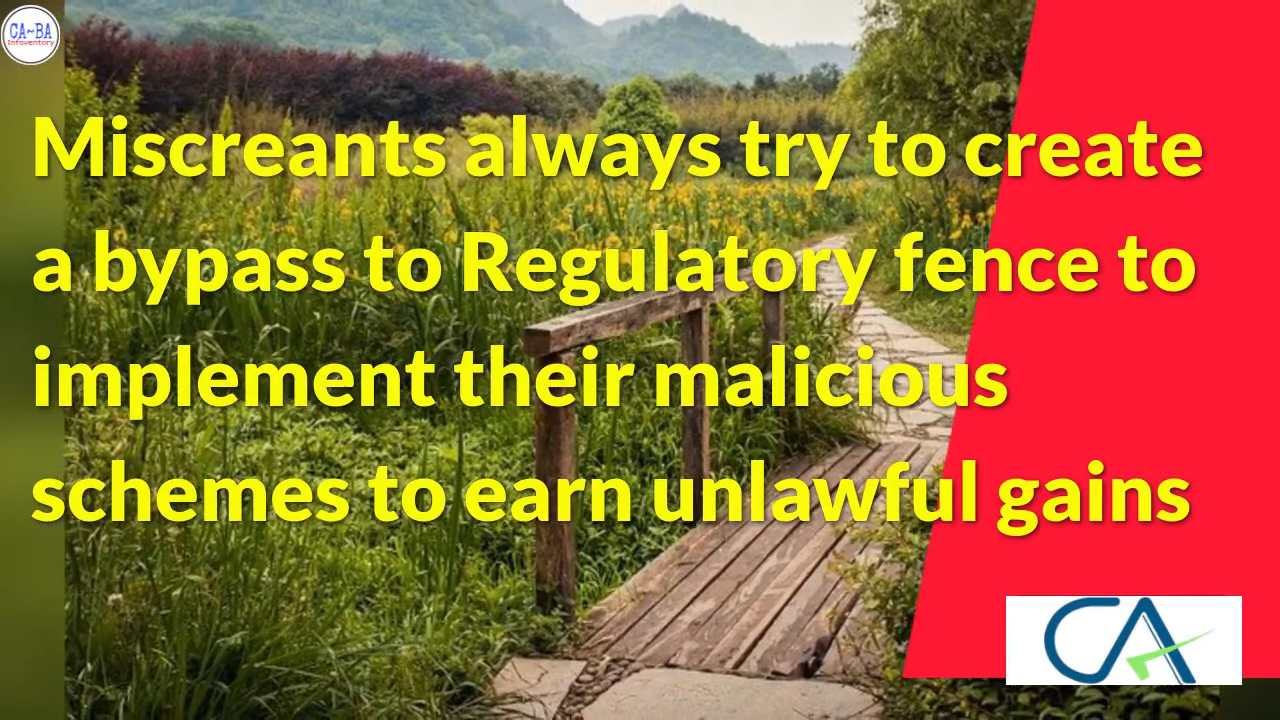 CA~BA
Infoventory
Miscreants always try to create
a bypass to Regulatory fence to
implement their malicious
schemes to earn unlawful gains
CA